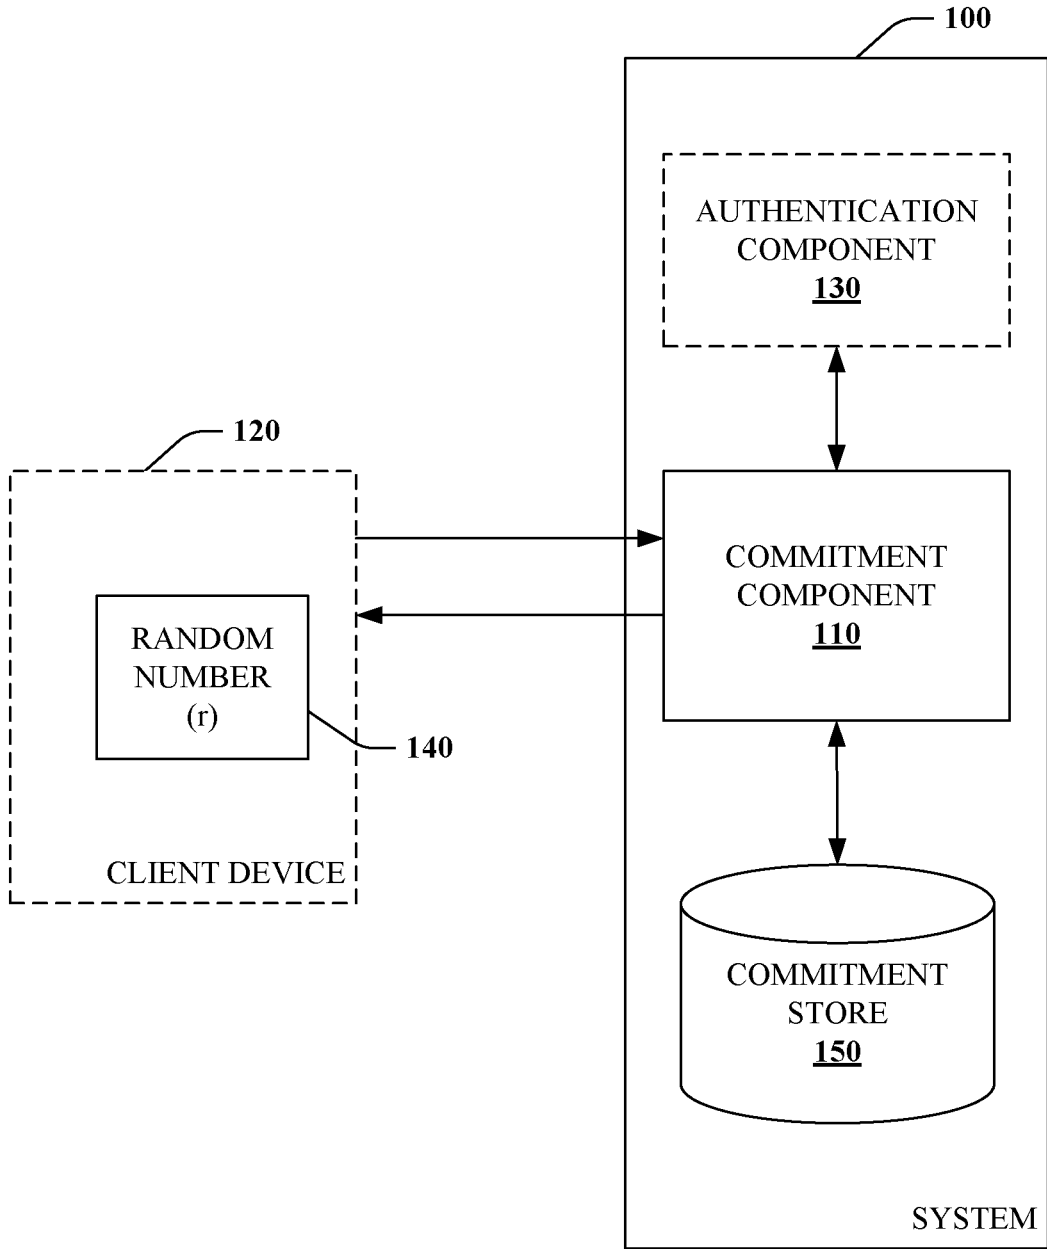 100
AUTHENTICATION
COMPONENT
130
120
COMMITMENT
COMPONENT
110
RANDOM
NUMBER
(r)
140
CLIENT DEVICE
COMMITMENT
STORE
150
SYSTEM